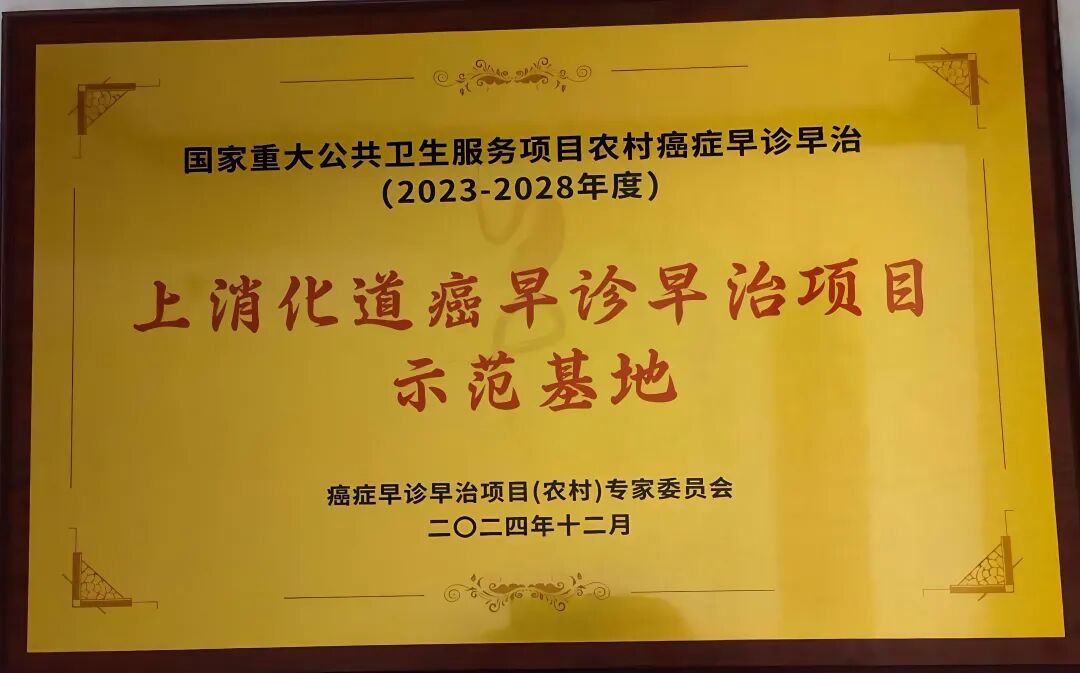 国家重大公共卫生服务项目农村癌症早诊早治
(2023-2028年度)
上消化道癌早诊早治项目
示范基地
癌症早诊早治项目(农村)专家委员会
二〇二四年十二月